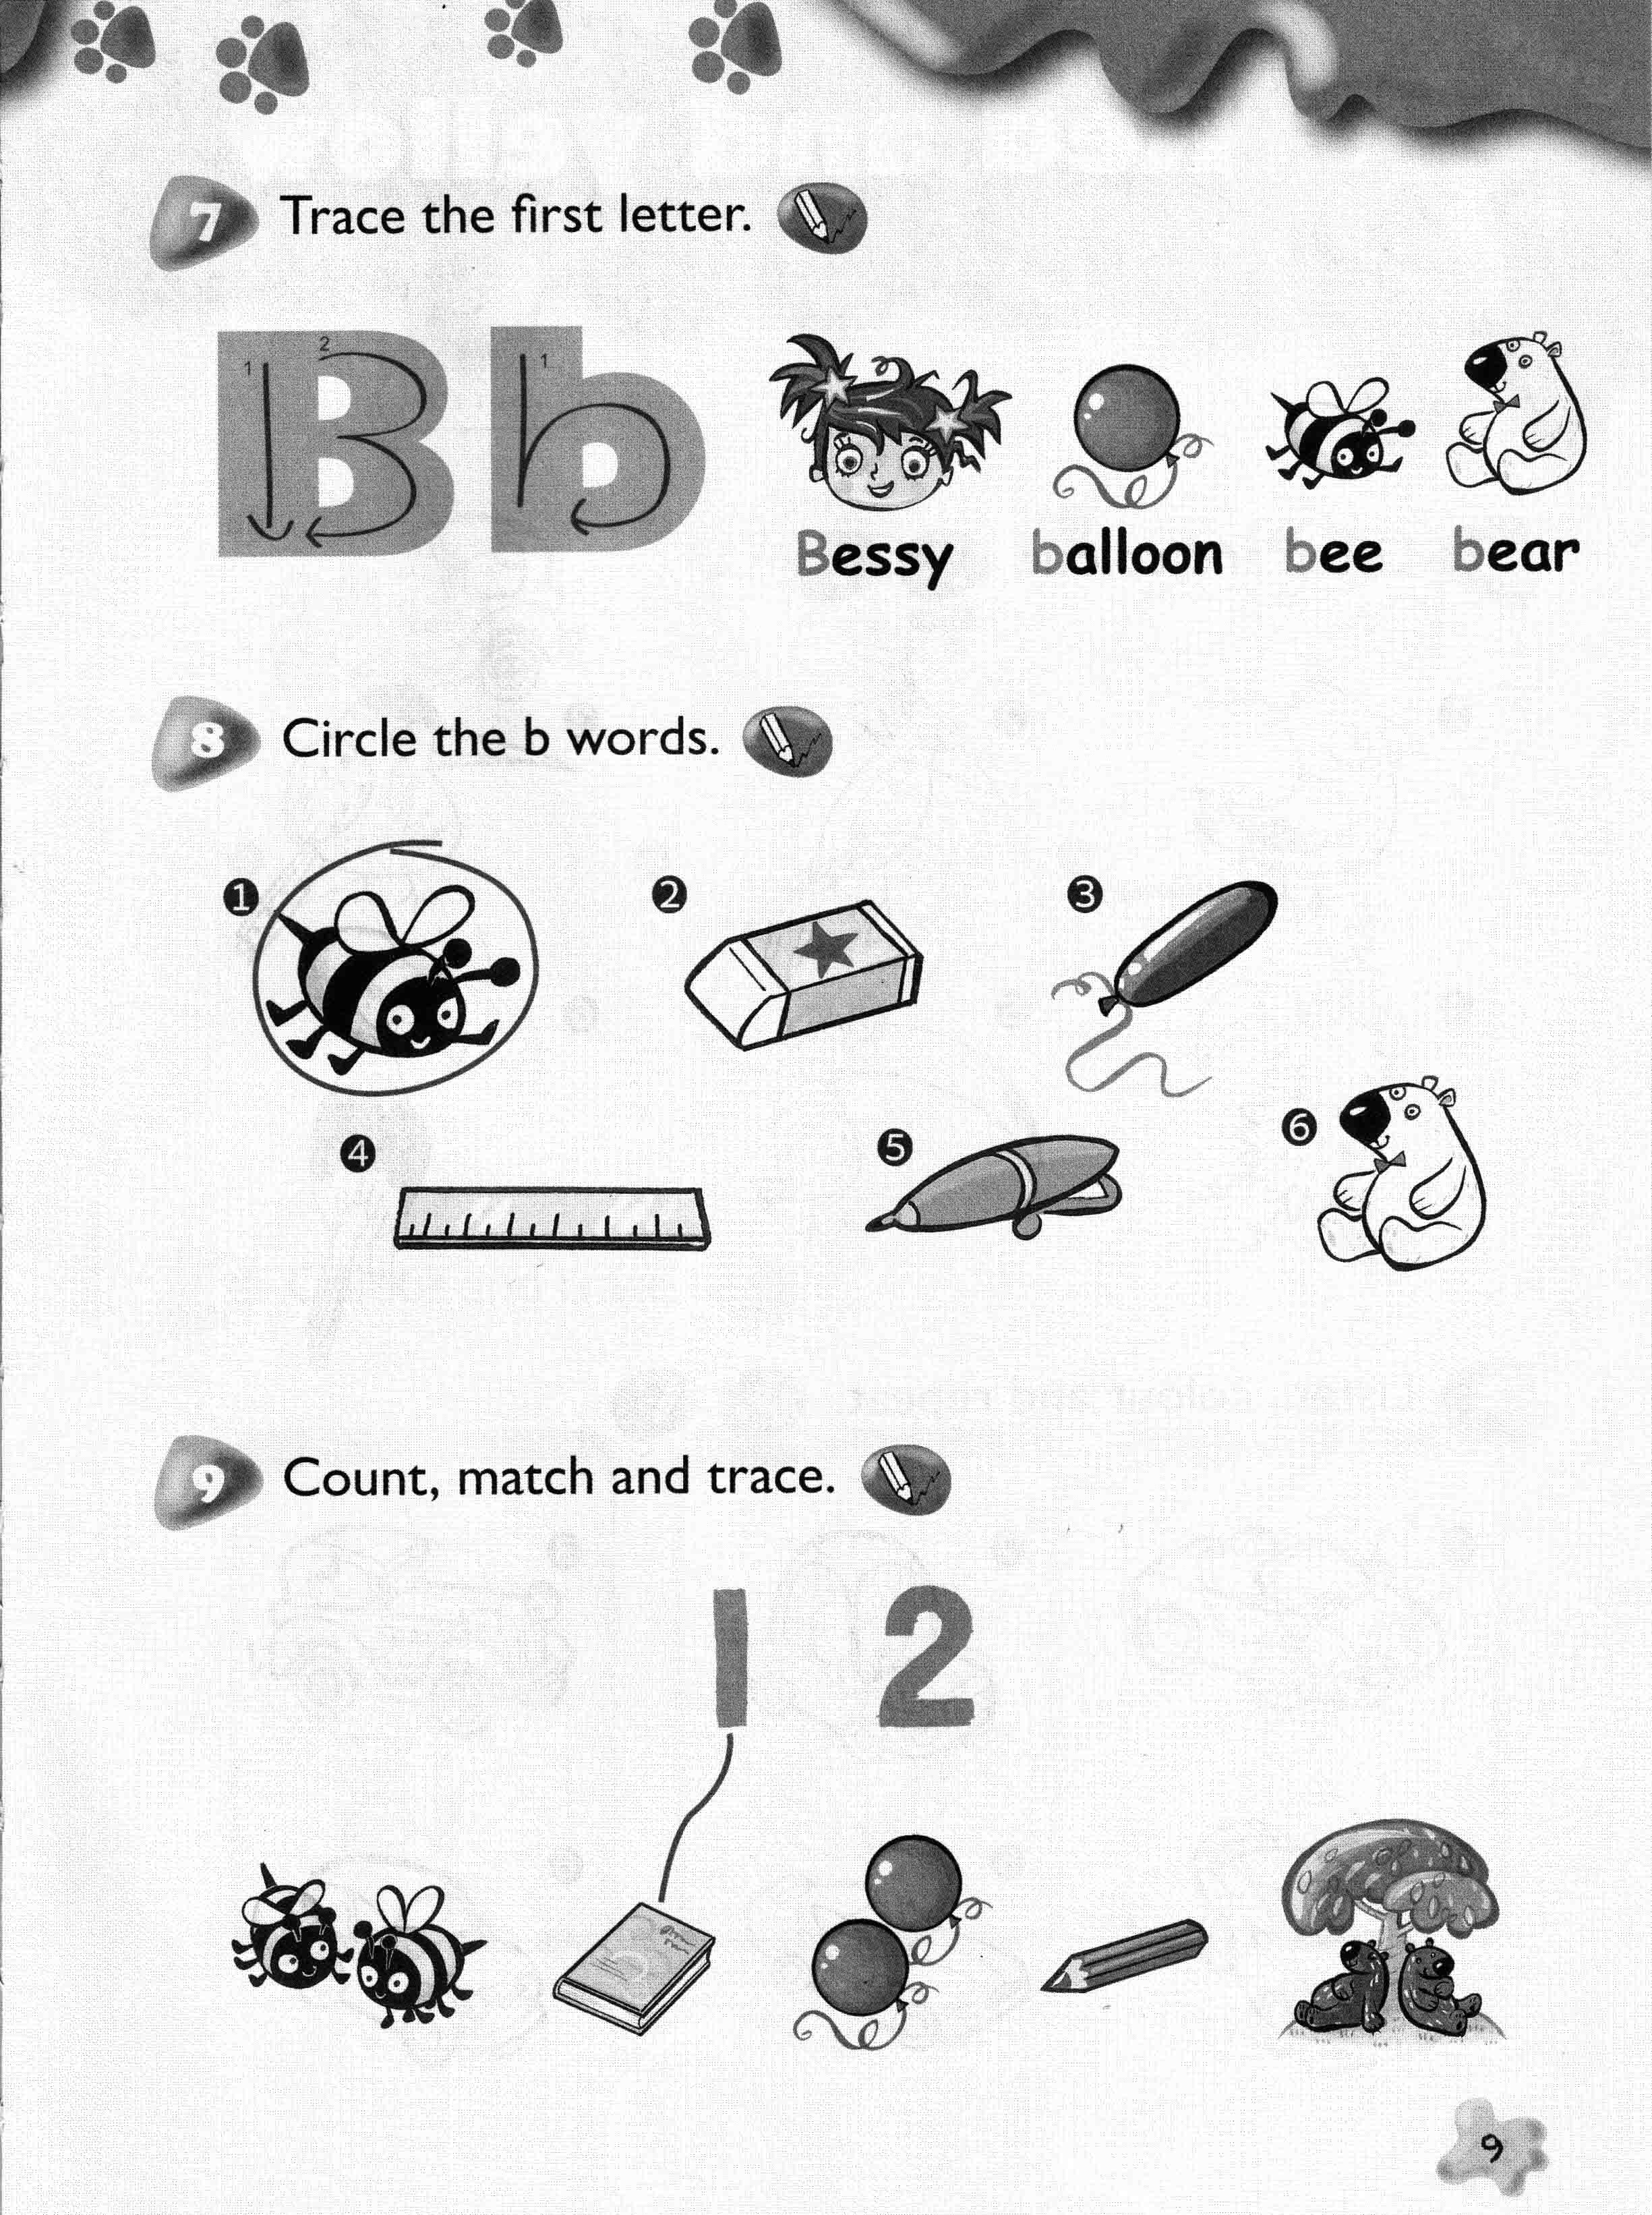 7 Trace the first letter.
1 2 B 1 b
Bessy balloon bee bear
8 Circle the b words.
1 2 3
4 5 6
9 Count, match and trace.
1 2
9